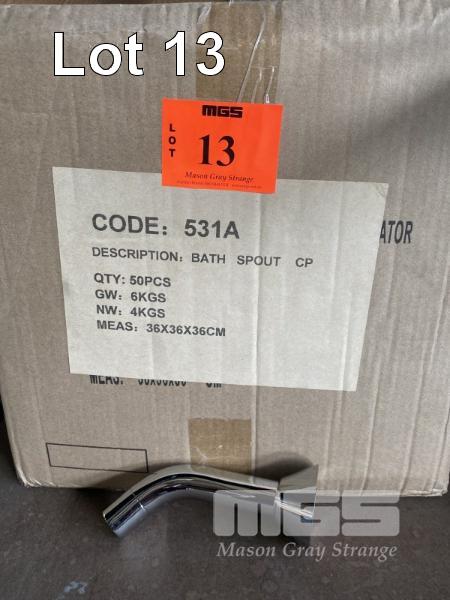 Lot 13
MGS
LOT
13
Mason Gray Strange
CODE: 531A
DESCRIPTION: BATH SPOUT CP
QTY: 50PCS
GW: 6KGS
NW: 4KGS
MEAS: 36X36X36CM
ATOR
MGS
Mason Gray Strange